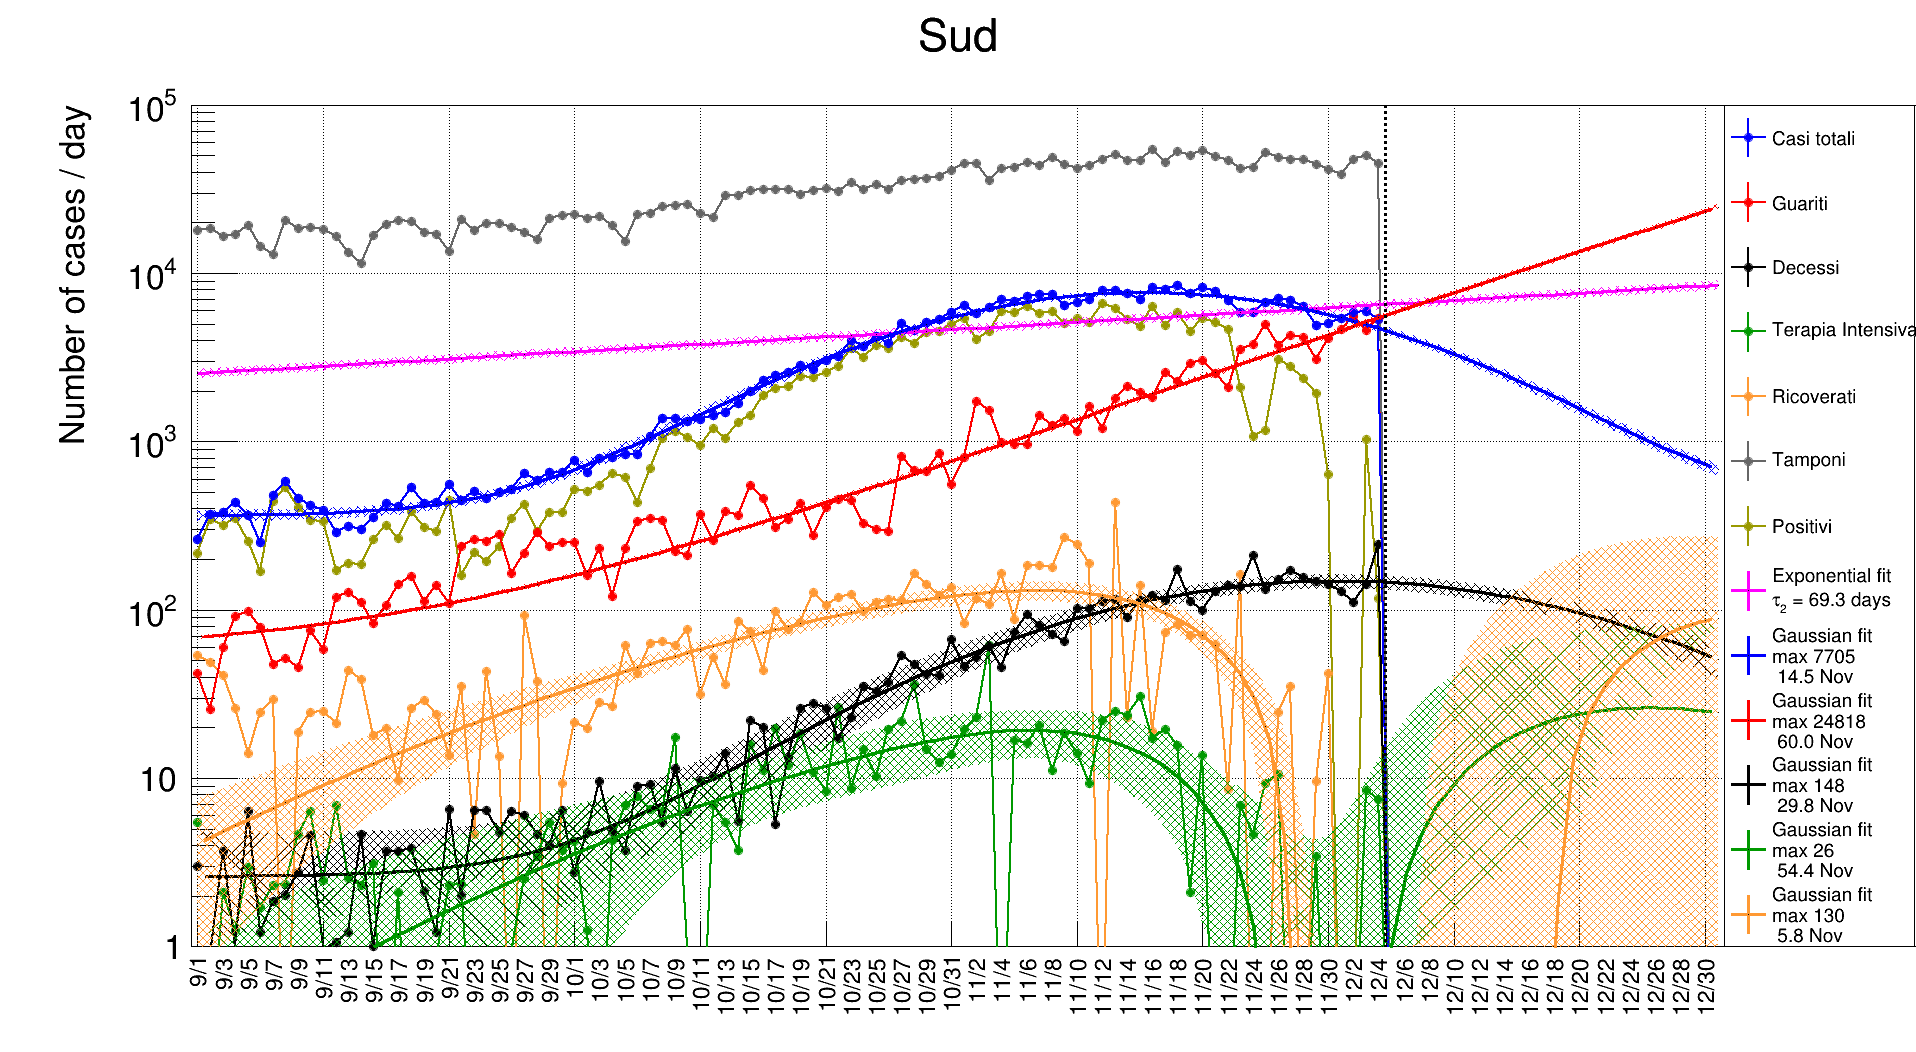 Sud
Number of cases / day
10^5
10^4
10^3
10^2
10
1
9/1
9/3
9/5
9/7
9/9
9/11
9/13
9/15
9/17
9/19
9/21
9/23
9/25
9/27
9/29
10/1
10/3
10/5
10/7
10/9
10/11
10/13
10/15
10/17
10/19
10/21
10/23
10/25
10/27
10/29
10/31
11/2
11/4
11/6
11/8
11/10
11/12
11/14
11/16
11/18
11/20
11/22
11/24
11/26
11/28
11/30
12/2
12/4
12/6
12/8
12/10
12/12
12/14
12/16
12/18
12/20
12/22
12/24
12/26
12/28
12/30
Casi totali
Guariti
Decessi
Terapia Intensiva
Ricoverati
Tamponi
Positivi
Exponential fit
τ2 = 69.3 days
Gaussian fit
max 7705
14.5 Nov
Gaussian fit
max 24818
60.0 Nov
Gaussian fit
max 148
29.8 Nov
Gaussian fit
max 26
54.4 Nov
Gaussian fit
max 130
5.8 Nov